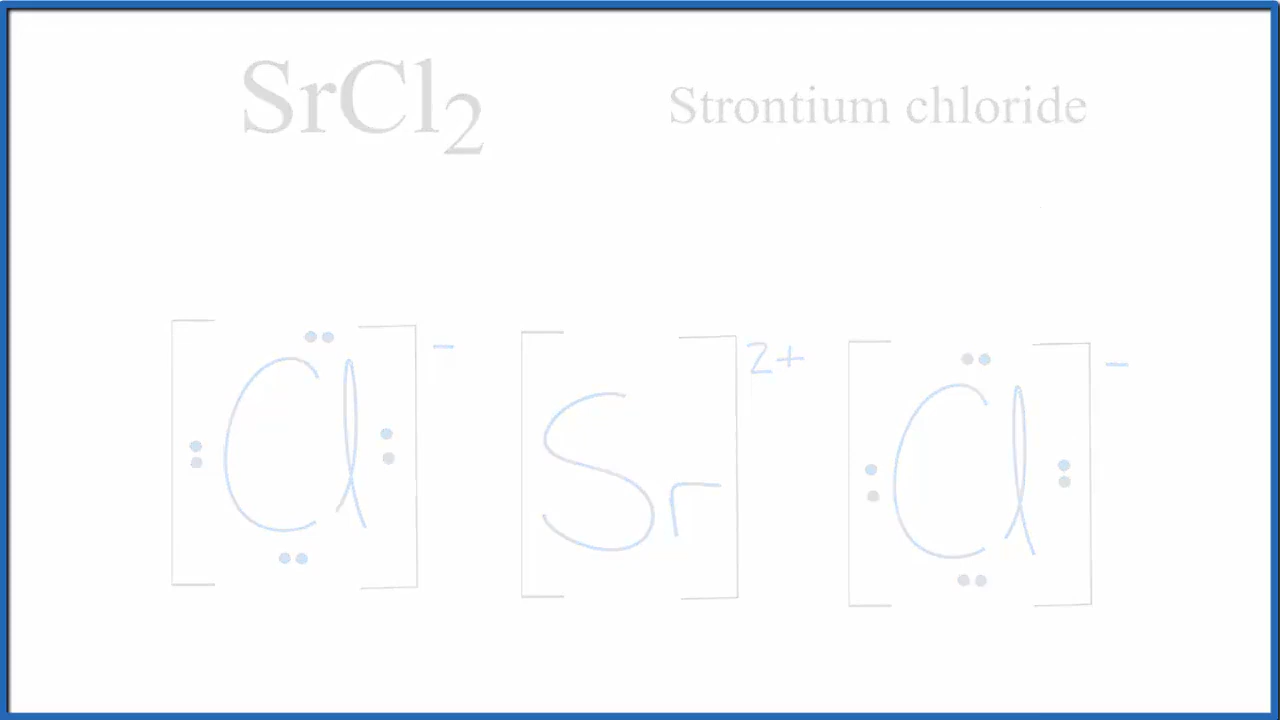 SrCl2 Strontium chloride
[Cl]- [Sr]2+ [Cl]-